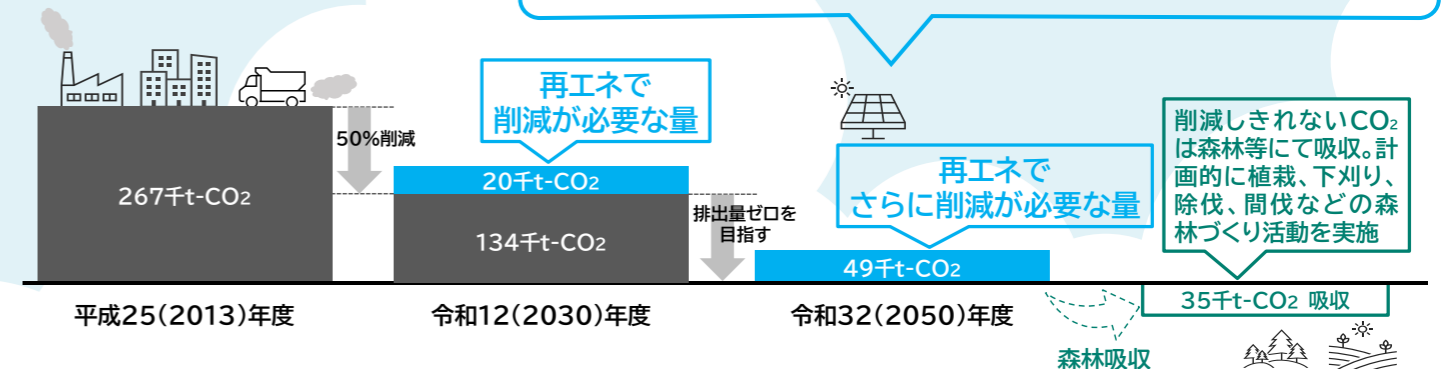 再エネで
削減が必要な量
50%削減
267千t-CO2
20千t-CO2
134千t-CO2
排出量ゼロを
目指す
再エネで
さらに削減が必要な量
49千t-CO2
削減しきれないCO2
は森林等にて吸収。計
画的に植栽、下刈り、
除伐、間伐などの森
林づくり活動を実施
35千t-CO2 吸収
平成25(2013)年度
令和12(2030)年度
令和32(2050)年度
森林吸収